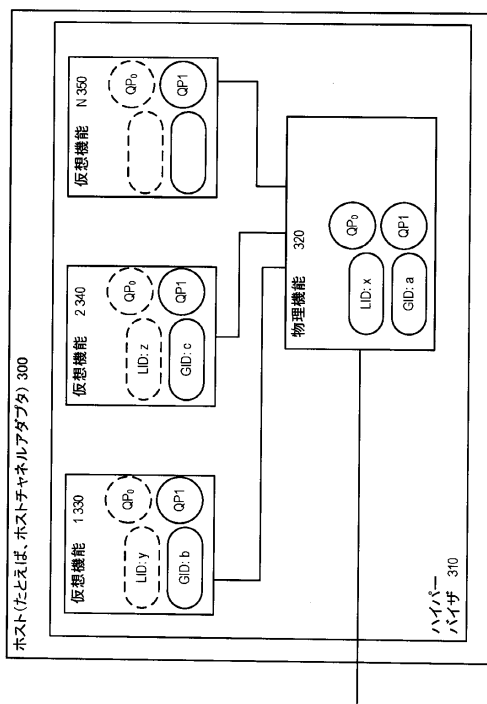 ホスト(たとえば、ホストチャネルアダプタ) 300
仮想機能 1 330
LID: y
QP0
GID: b
QP1
仮想機能 2 340
LID: z
QP0
GID: c
QP1
仮想機能 N 350
QP0
QP1
物理機能 320
LID: x
QP0
GID: a
QP1
ハイパー
バイザ 310